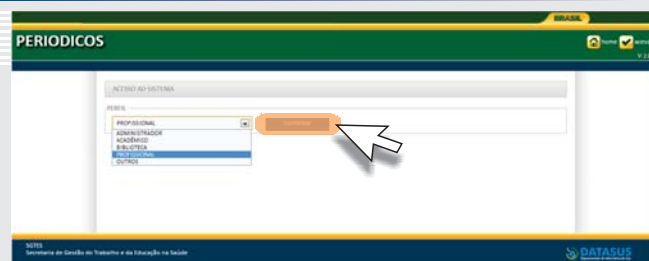 BRASIL
PERIODICOS
home
ACESSO AO SISTEMA
PERFIL
PROFISSIONAL
CONFIRMAR
ADMINISTRADOR
ACADÊMICO
BIBLIOTECA
PROFISSIONAL
OUTROS
SGTES
Secretaria de Gestão do Trabalho e da Educação na Saúde
DATASUS